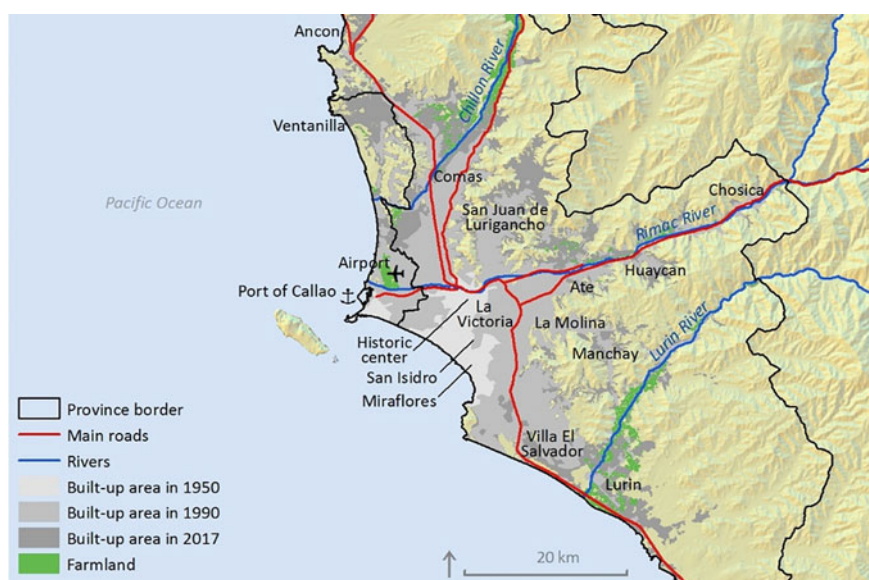 Ancon
Chillon River
Ventanilla
Comas
Chosica
Pacific Ocean
San Juan de
Lurigancho
Rimac River
Airport
Huaycan
Port of Callao
Ate
La
Victoria
La Molina
Lurin River
Historic
center
Manchay
San Isidro
Miraflores
Villa El
Salvador
Lurin
Province border
Main roads
Rivers
Built-up area in 1950
Built-up area in 1990
Built-up area in 2017
Farmland
20 km